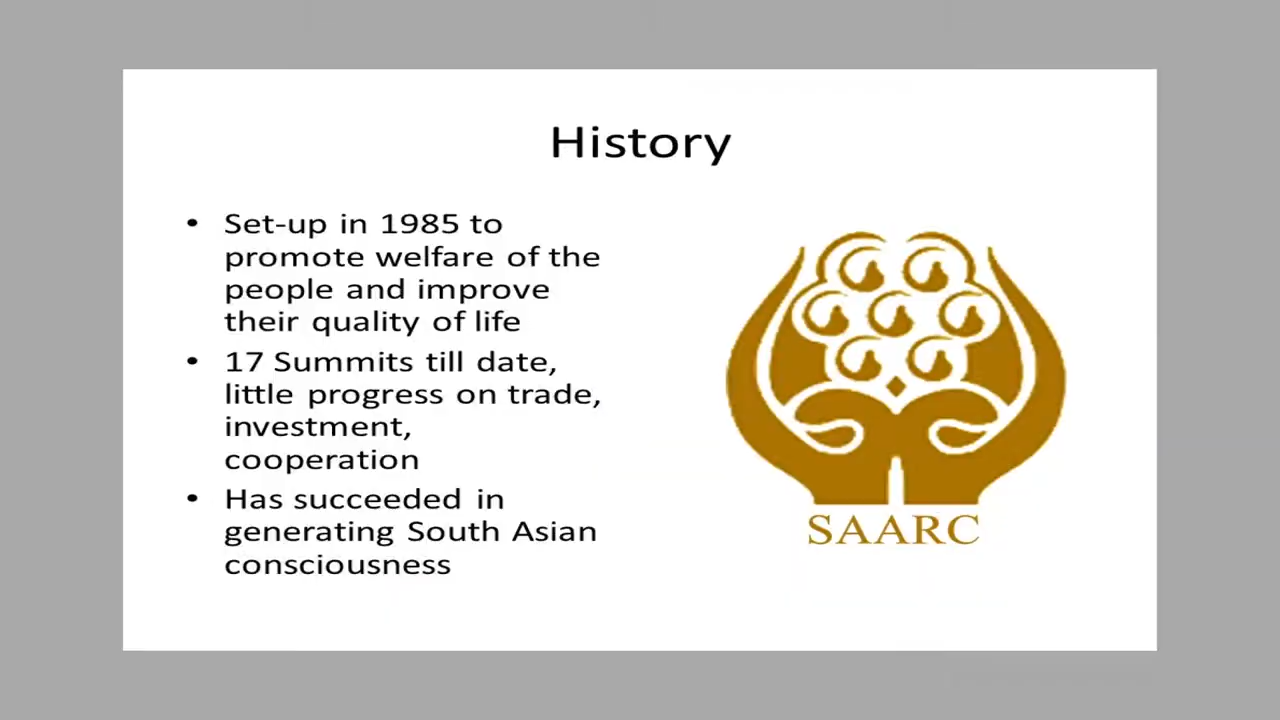 History
• Set-up in 1985 to
promote welfare of the
people and improve
their quality of life
• 17 Summits till date,
little progress on trade,
investment,
cooperation
• Has succeeded in
generating South Asian
consciousness
SAARC